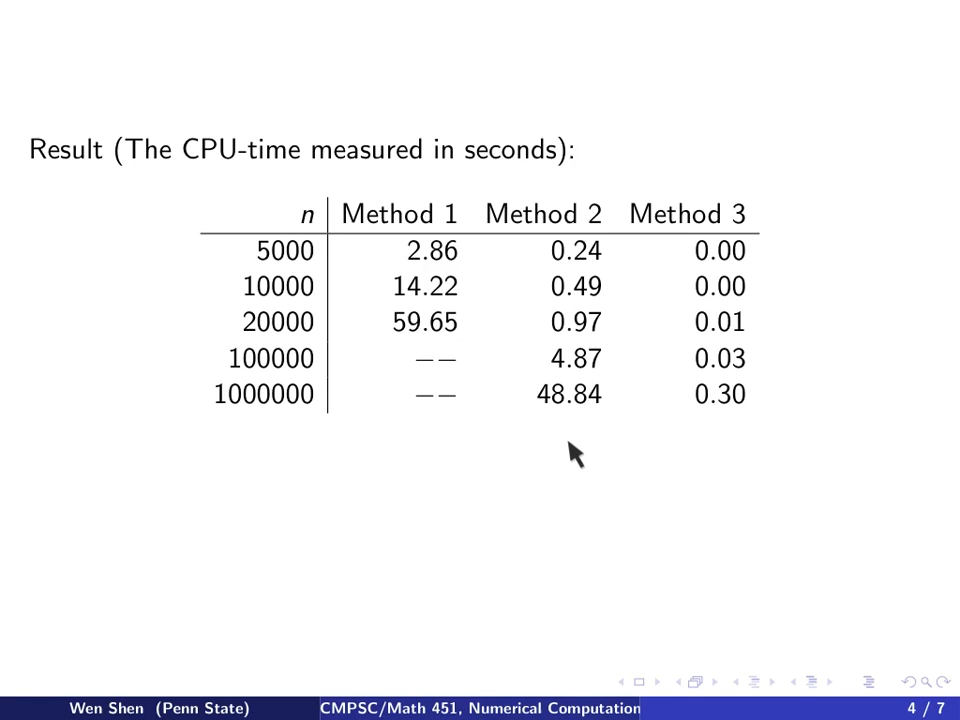 Result (The CPU-time measured in seconds):
n Method 1 Method 2 Method 3
5000 2.86 0.24 0.00
10000 14.22 0.49 0.00
20000 59.65 0.97 0.01
100000 −− 4.87 0.03
1000000 −− 48.84 0.30
Wen Shen (Penn State) CMPSC/Math 451, Numerical Computation 4 / 7